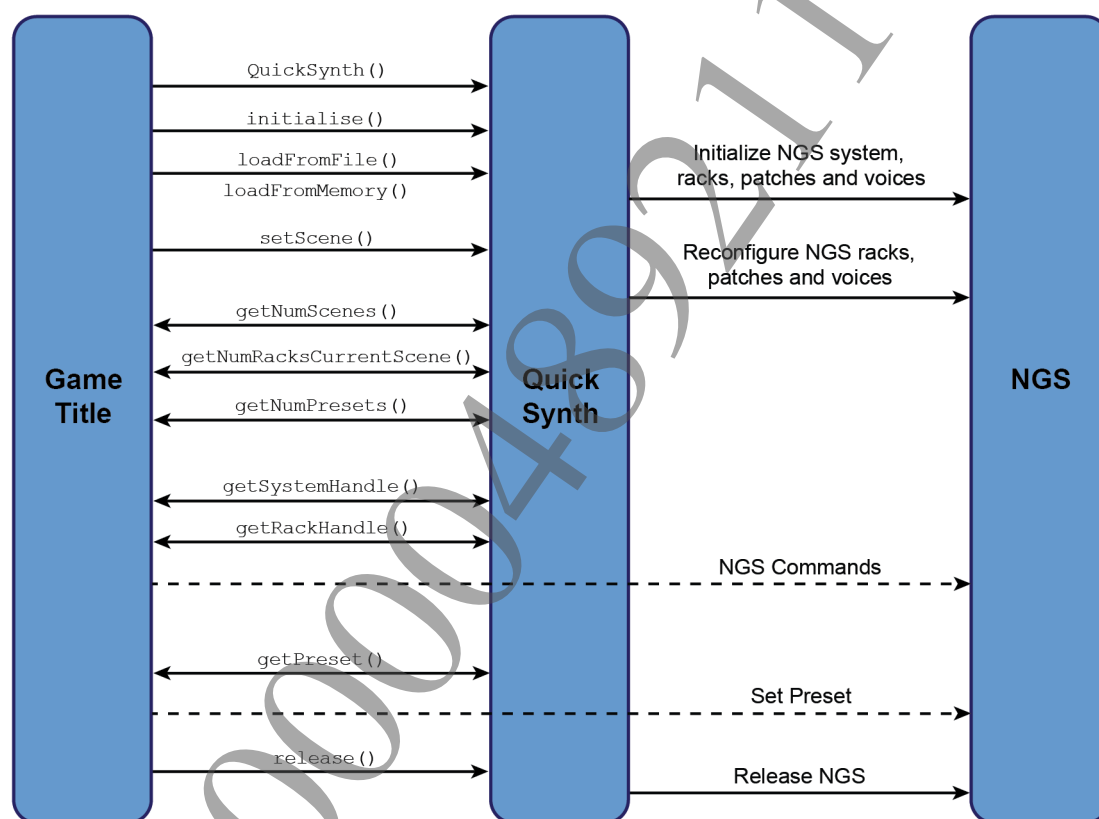 QuickSynth()
initialise()
loadFromFile()
loadFromMemory()
Initialize NGS system,
racks, patches and voices
setScene()
Reconfigure NGS racks,
patches and voices
getNumScenes()
getNumRacksCurrentScene()
Game
Title
Quick
Synth
NGS
getNumPresets()
getSystemHandle()
getRackHandle()
NGS Commands
getPreset()
Set Preset
release()
Release NGS
000048921